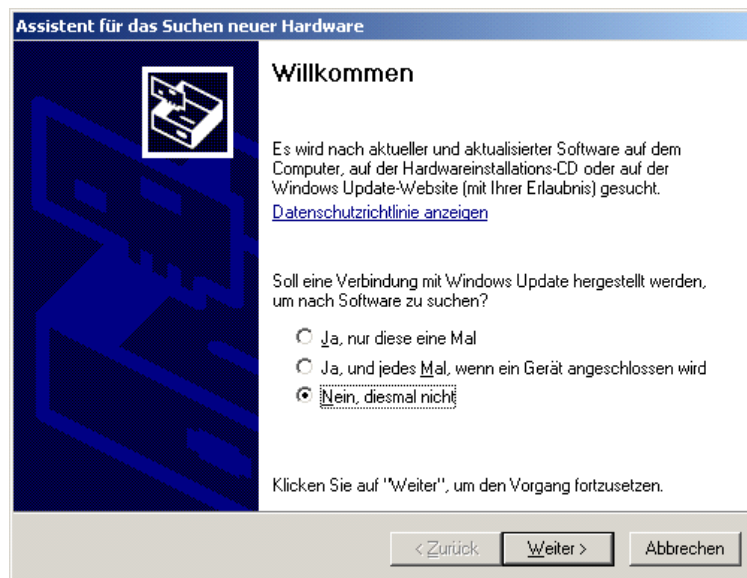 Assistent für das Suchen neuer Hardware
Willkommen
Es wird nach aktueller und aktualisierter Software auf dem
Computer, auf der Hardwareinstallations-CD oder auf der
Windows Update-Website (mit Ihrer Erlaubnis) gesucht.
Datenschutzrichtlinie anzeigen
Soll eine Verbindung mit Windows Update hergestellt werden,
um nach Software zu suchen?
Ja, nur diese eine Mal
Ja, und jedes Mal, wenn ein Gerät angeschlossen wird
Nein, diesmal nicht
Klicken Sie auf "Weiter", um den Vorgang fortzusetzen.
< Zurück Weiter > Abbrechen